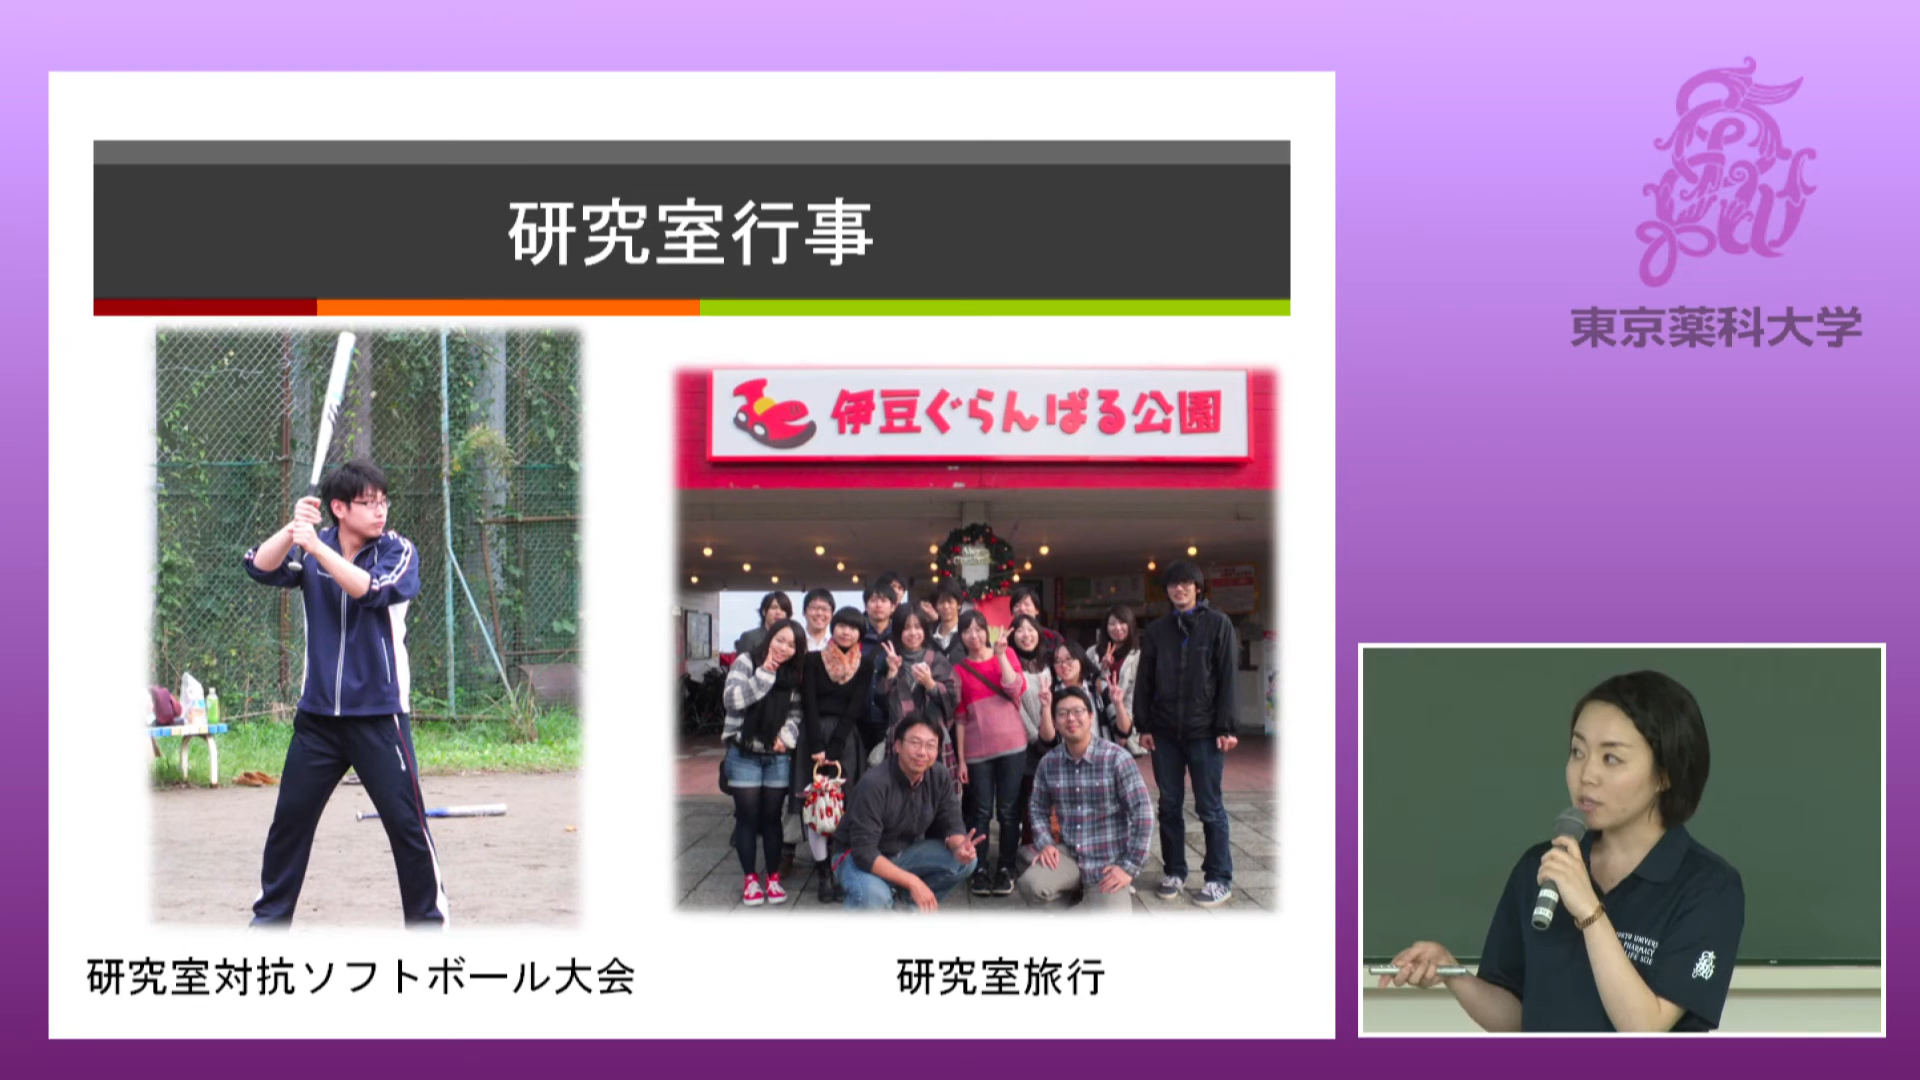 研究室行事
伊豆ぐらんぱる公園
研究室対抗ソフトボール大会
研究室旅行
東京薬科大学